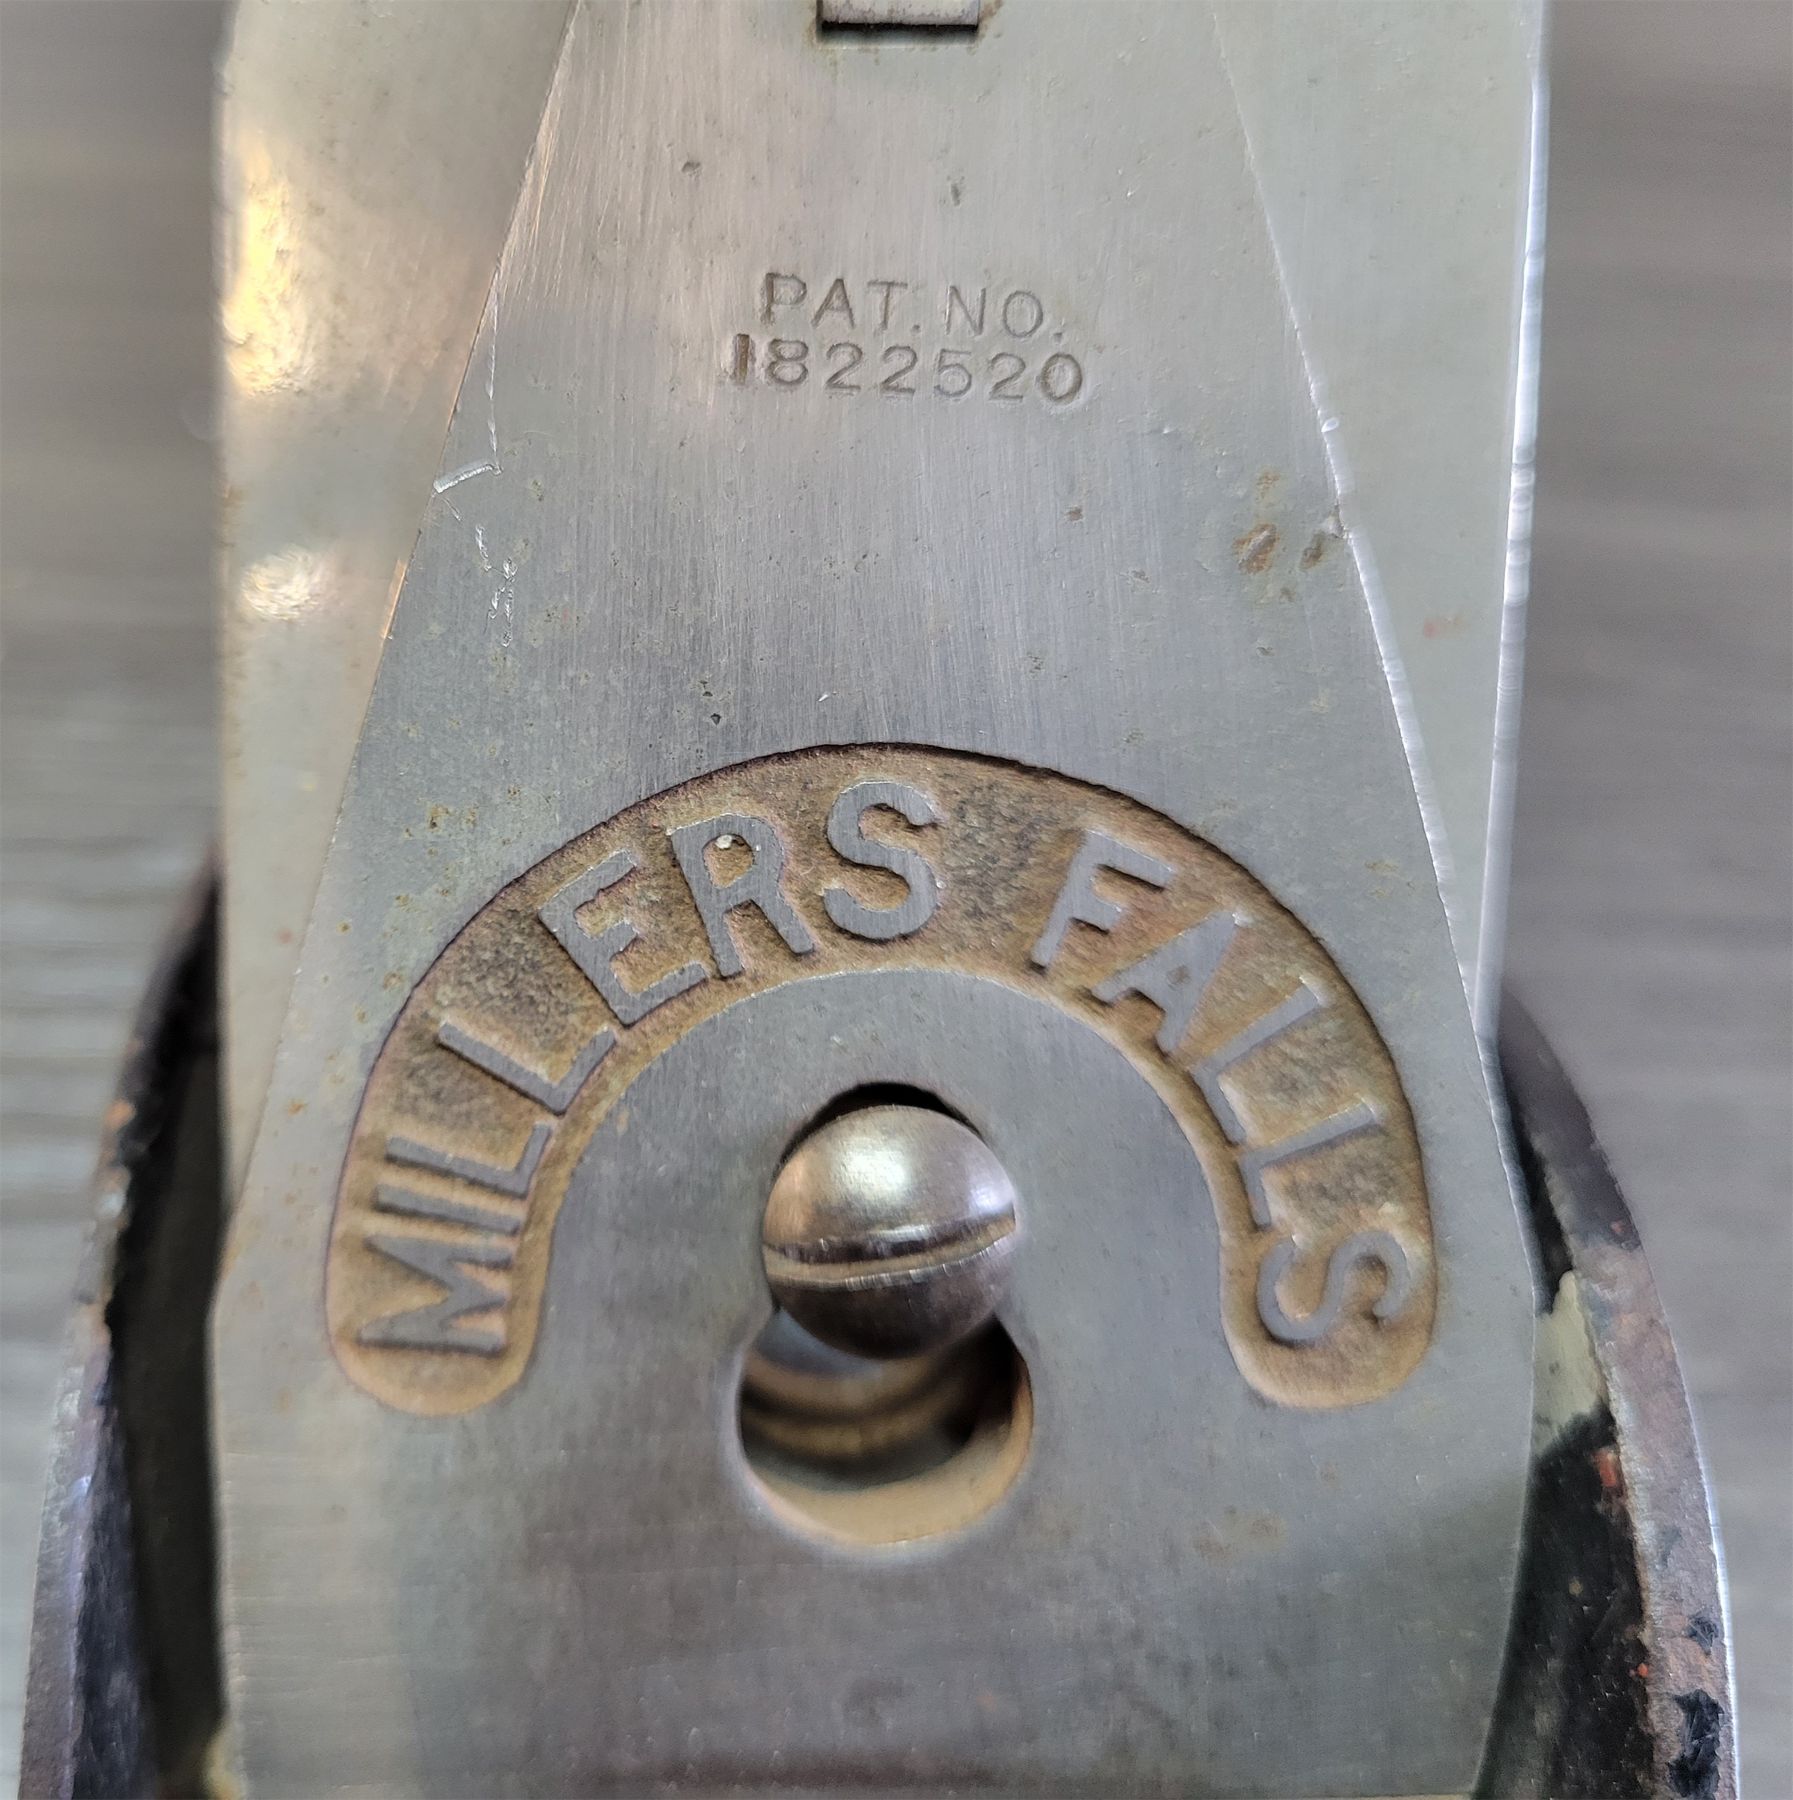 PAT. NO.
1822520
MILLERS FALLS